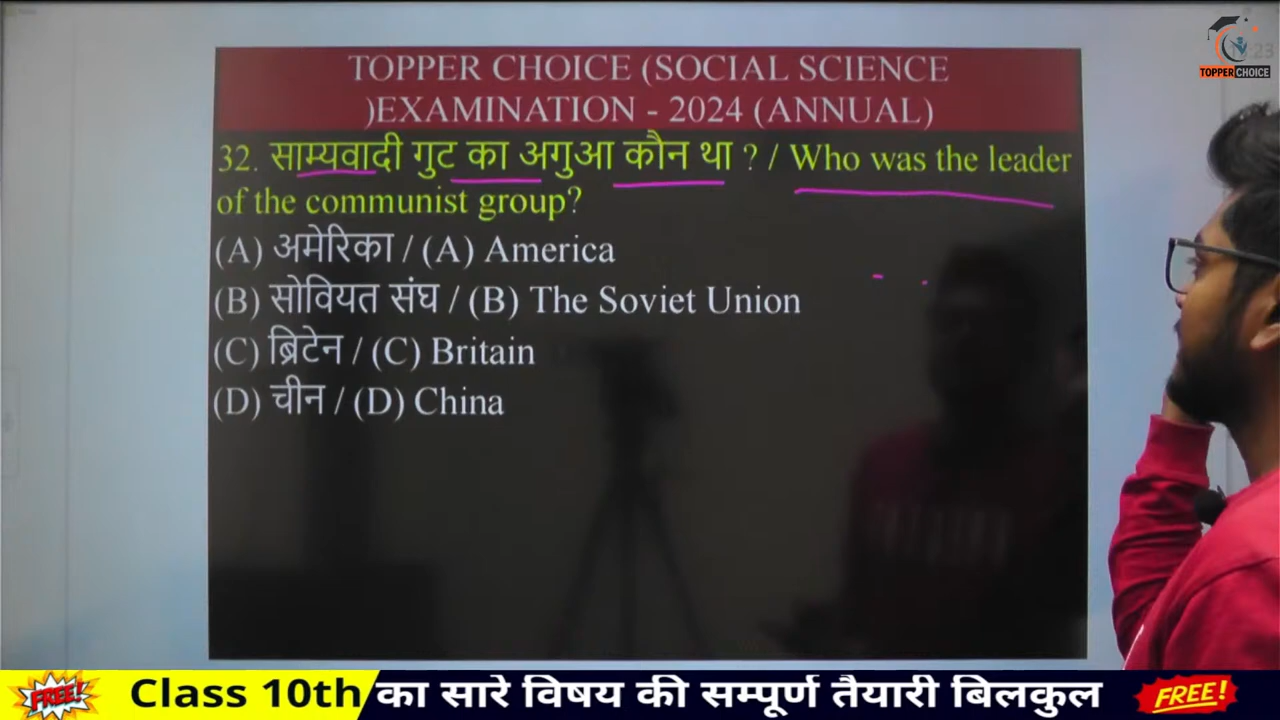 TOPPER CHOICE
TOPPER CHOICE (SOCIAL SCIENCE
)EXAMINATION - 2024 (ANNUAL)
32. साम्यवादी गुट का अगुआ कौन था ? / Who was the leader
of the communist group?
(A) अमेरिका / (A) America
(B) सोवियत संघ / (B) The Soviet Union
(C) ब्रिटेन / (C) Britain
(D) चीन / (D) China
FREE! Class 10th का सारे विषय की सम्पूर्ण तैयारी बिलकुल FREE!